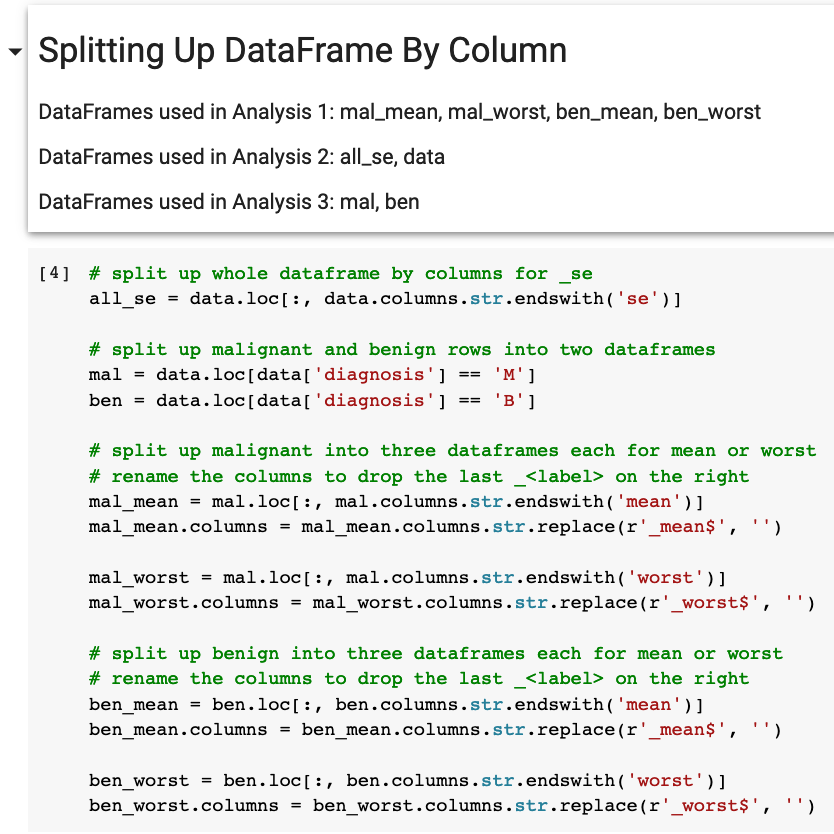 Splitting Up DataFrame By Column
DataFrames used in Analysis 1: mal_mean, mal_worst, ben_mean, ben_worst
DataFrames used in Analysis 2: all_se, data
DataFrames used in Analysis 3: mal, ben
[4] # split up whole dataframe by columns for _se
all_se = data.loc[:, data.columns.str.endswith('se')]
# split up malignant and benign rows into two dataframes
mal = data.loc[data['diagnosis'] == 'M']
ben = data.loc[data['diagnosis'] == 'B']
# split up malignant into three dataframes each for mean or worst
# rename the columns to drop the last _<label> on the right
mal_mean = mal.loc[:, mal.columns.str.endswith('mean')]
mal_mean.columns = mal_mean.columns.str.replace(r'_mean$', '')
mal_worst = mal.loc[:, mal.columns.str.endswith('worst')]
mal_worst.columns = mal_worst.columns.str.replace(r'_worst$', '')
# split up benign into three dataframes each for mean or worst
# rename the columns to drop the last _<label> on the right
ben_mean = ben.loc[:, ben.columns.str.endswith('mean')]
ben_mean.columns = ben_mean.columns.str.replace(r'_mean$', '')
ben_worst = ben.loc[:, ben.columns.str.endswith('worst')]
ben_worst.columns = ben_worst.columns.str.replace(r'_worst$', '')